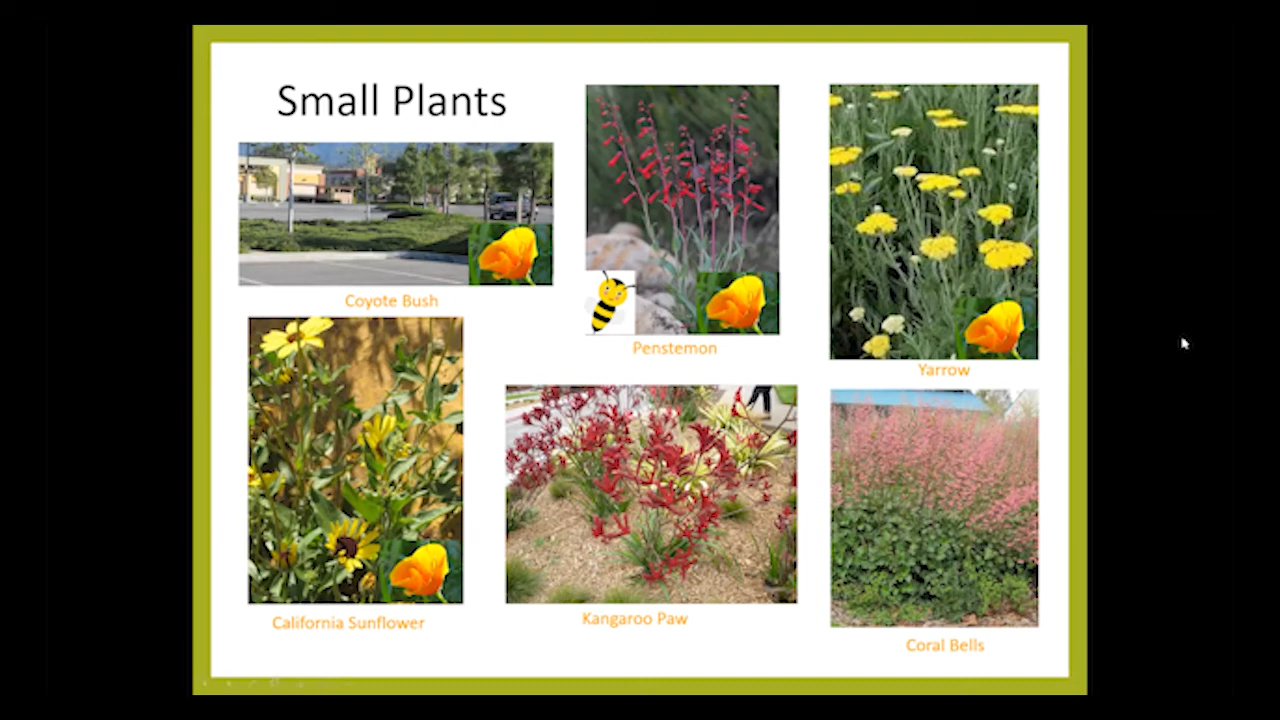 Small Plants
Coyote Bush
Penstemon
Yarrow
California Sunflower
Kangaroo Paw
Coral Bells